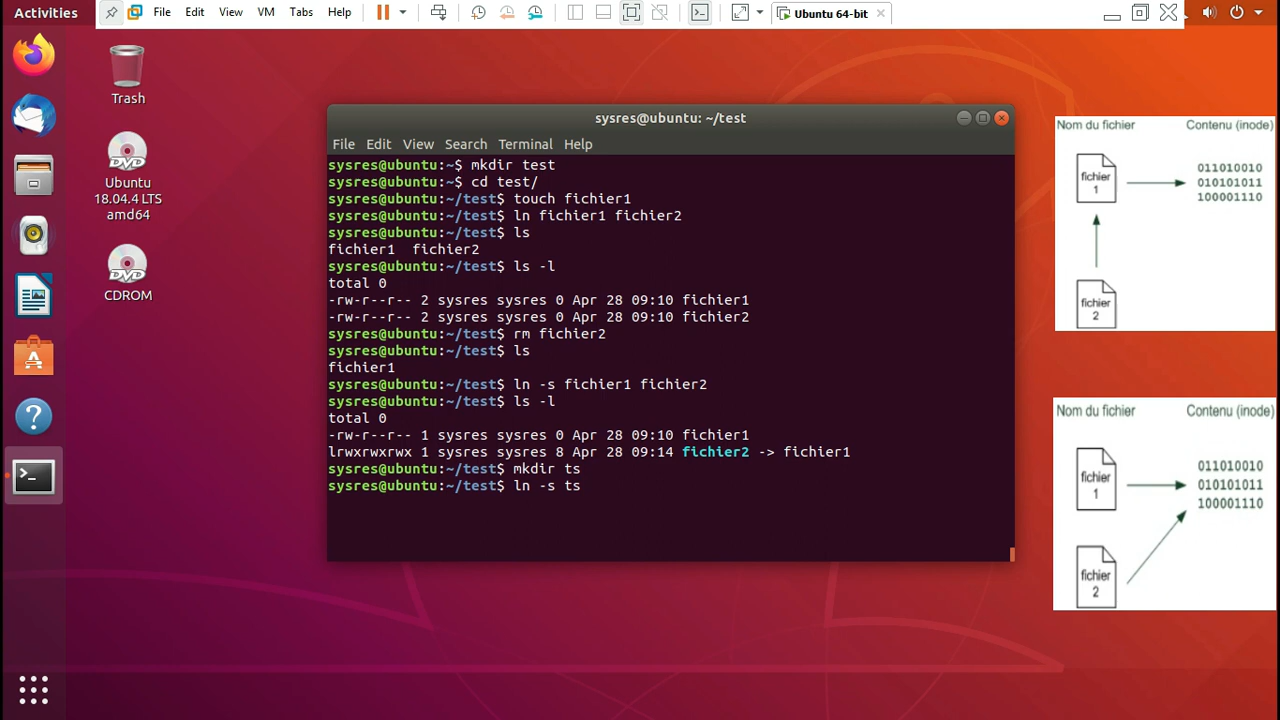 Activities
File Edit View VM Tabs Help
Ubuntu 64-bit
Trash
Ubuntu
18.04.4 LTS
amd64
CDROM
sysres@ubuntu: ~/test
File Edit View Search Terminal Help
sysres@ubuntu:~$ mkdir test
sysres@ubuntu:~$ cd test/
sysres@ubuntu:~/test$ touch fichier1
sysres@ubuntu:~/test$ ln fichier1 fichier2
sysres@ubuntu:~/test$ ls
fichier1  fichier2
sysres@ubuntu:~/test$ ls -l
total 0
-rw-r--r-- 2 sysres sysres 0 Apr 28 09:10 fichier1
-rw-r--r-- 2 sysres sysres 0 Apr 28 09:10 fichier2
sysres@ubuntu:~/test$ rm fichier2
sysres@ubuntu:~/test$ ls
fichier1
sysres@ubuntu:~/test$ ln -s fichier1 fichier2
sysres@ubuntu:~/test$ ls -l
total 0
-rw-r--r-- 1 sysres sysres 0 Apr 28 09:10 fichier1
lrwxrwxrwx 1 sysres sysres 8 Apr 28 09:14 fichier2 -> fichier1
sysres@ubuntu:~/test$ mkdir ts
sysres@ubuntu:~/test$ ln -s ts
Nom du fichier Contenu (inode)
fichier
1
011010010
010101011
100001110
fichier
2
Nom du fichier Contenu (inode)
fichier
1
011010010
010101011
100001110
fichier
2